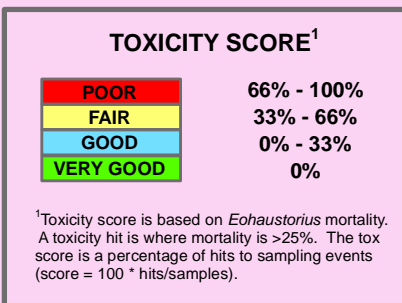 TOXICITY SCORE¹
POOR 66% - 100%
FAIR 33% - 66%
GOOD 0% - 33%
VERY GOOD 0%
¹Toxicity score is based on Eohaustorius mortality.
A toxicity hit is where mortality is >25%. The tox
score is a percentage of hits to sampling events
(score = 100 * hits/samples).